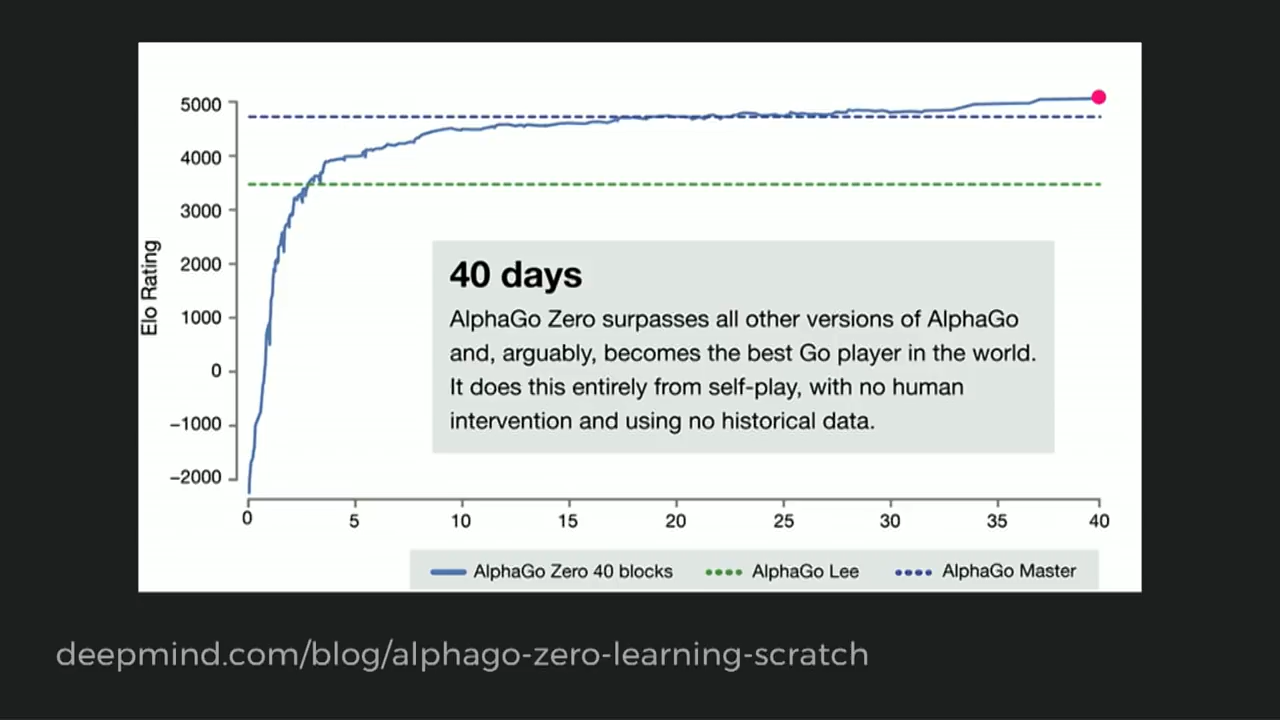 5000
4000
3000
2000
1000
0
−1000
−2000
Elo Rating
40 days
AlphaGo Zero surpasses all other versions of AlphaGo
and, arguably, becomes the best Go player in the world.
It does this entirely from self-play, with no human
intervention and using no historical data.
0 5 10 15 20 25 30 35 40
AlphaGo Zero 40 blocks AlphaGo Lee AlphaGo Master
deepmind.com/blog/alphago-zero-learning-scratch